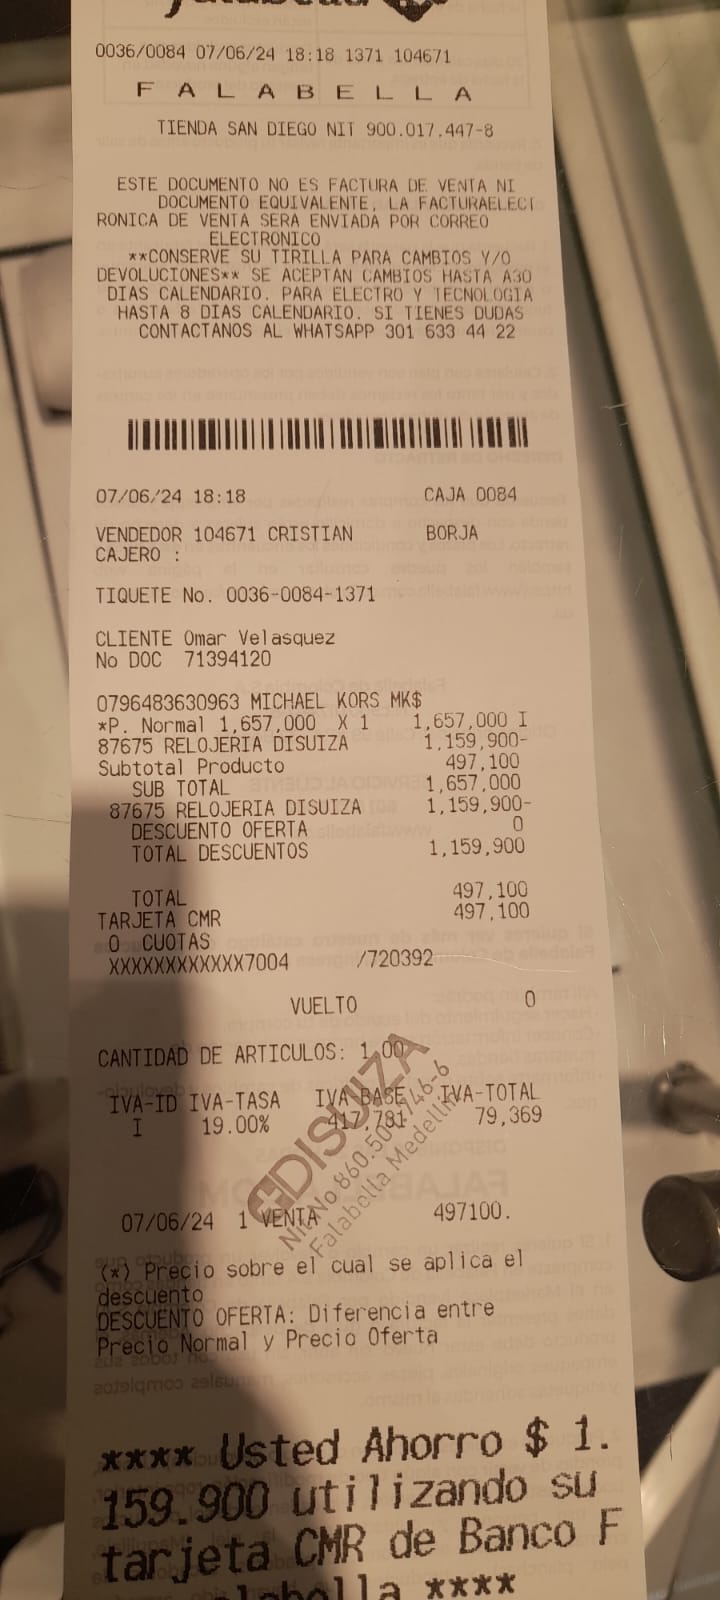 falabella
0036/0084 07/06/24 18:18 1371 104671
F A L A B E L L A
TIENDA SAN DIEGO NIT 900.017.447-8
ESTE DOCUMENTO NO ES FACTURA DE VENTA NI
DOCUMENTO EQUIVALENTE, LA FACTURAELECT
RONICA DE VENTA SERA ENVIADA POR CORREO
ELECTRONICO
**CONSERVE SU TIRILLA PARA CAMBIOS Y/O
DEVOLUCIONES** SE ACEPTAN CAMBIOS HASTA A30
DIAS CALENDARIO. PARA ELECTRO Y TECNOLOGIA
HASTA 8 DIAS CALENDARIO. SI TIENES DUDAS
CONTACTANOS AL WHATSAPP 301 633 44 22
07/06/24 18:18 CAJA 0084
VENDEDOR 104671 CRISTIAN BORJA
CAJERO :
TIQUETE No. 0036-0084-1371
CLIENTE Omar Velasquez
No DOC 71394120
0796483630963 MICHAEL KORS MK$
*P. Normal 1,657,000 X 1 1,657,000 I
87675 RELOJERIA DISUIZA 1,159,900-
Subtotal Producto 497,100
SUB TOTAL 1,657,000
87675 RELOJERIA DISUIZA 1,159,900-
DESCUENTO OFERTA 0
TOTAL DESCUENTOS 1,159,900
TOTAL 497,100
TARJETA CMR 497,100
0 CUOTAS
XXXXXXXXXXXX7004 /720392
VUELTO 0
CANTIDAD DE ARTICULOS: 1.00
IVA-ID IVA-TASA IVA-BASE IVA-TOTAL
I 19.00% 417,731 79,369
DISUIZA
Falabella Medellín
07/06/24 1 VENTA 497100.
(*) Precio sobre el cual se aplica el
descuento
DESCUENTO OFERTA: Diferencia entre
Precio Normal y Precio Oferta
**** Usted Ahorro $ 1.
159.900 utilizando su
tarjeta CMR de Banco F
alabella ****